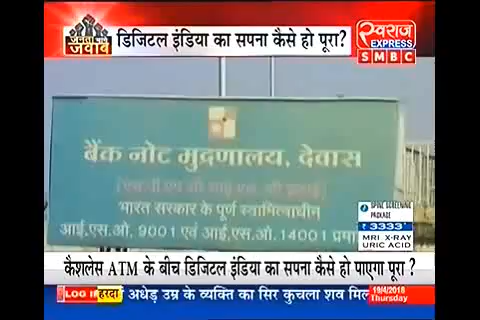 जनता मांगे जवाब
डिजिटल इंडिया का सपना कैसे हो पूरा?
स्वराज
EXPRESS
SMBC
बैंक नोट मुद्रणालय, देवास
भारत सरकार के पूर्ण स्वामित्वाधीन
आई.एस.ओ. 9001 एवं आई.एस.ओ. 14001 प्रमा
SPINE SCREENING
PACKAGE
₹ 3333
MRI X-RAY
URIC ACID
कैशलेस ATM के बीच डिजिटल इंडिया का सपना कैसे हो पाएगा पूरा ?
LOG IN हरदा अधेड़ उम्र के व्यक्ति का सिर कुचला शव मिल
19/4/2018
Thursday